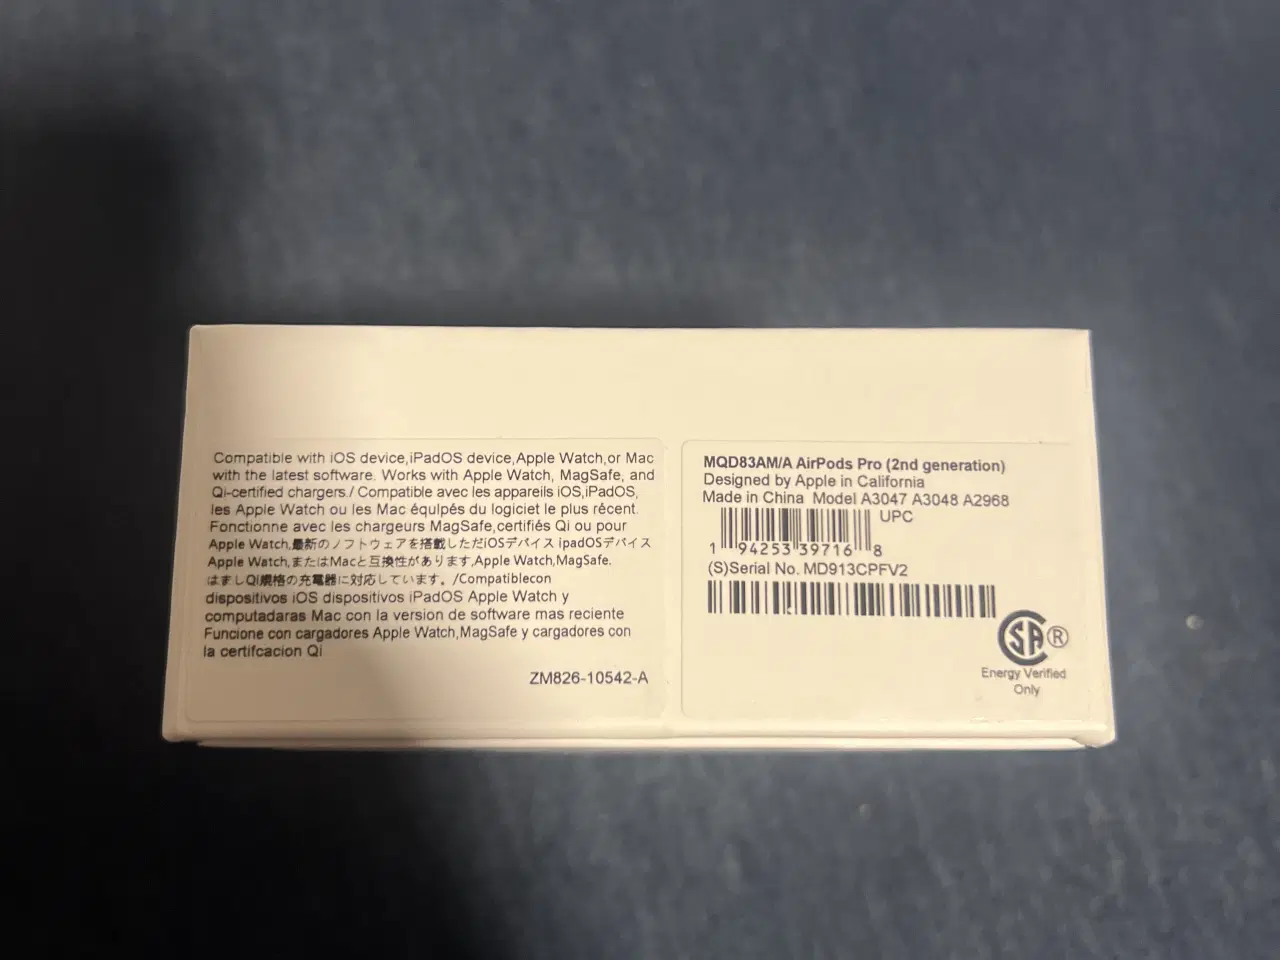 Compatible with iOS device,iPadOS device,Apple Watch,or Mac
with the latest software. Works with Apple Watch, MagSafe, and
Qi-certified chargers./ Compatible avec les appareils iOS,iPadOS,
les Apple Watch ou les Mac équlpés du logiciet le plus récent.
Fonctionne avec les chargeurs MagSafe,certifiés Qi ou pour
Apple Watch,最新のノフトウェアを搭載しただiOSデバイス ipadOSデバイス
Apple Watch,またはMacと互換性があります,Apple Watch,MagSafe.
はましQi規格の充電器に対応しています。/Compatiblecon
dispositivos iOS dispositivos iPadOS Apple Watch y
computadaras Mac con la version de software mas reciente
Funcione con cargadores Apple Watch,MagSafe y cargadores con
la certifcacion Qi
ZM826-10542-A
MQD83AM/A AirPods Pro (2nd generation)
Designed by Apple in California
Made in China Model A3047 A3048 A2968
UPC
1 94253 39716 8
(S)Serial No. MD913CPFV2
SA®
Energy Verified
Only